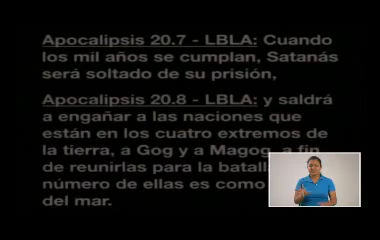 Apocalipsis 20.7 - LBLA: Cuando
los mil años se cumplan, Satanás
será soltado de su prisión,
Apocalipsis 20.8 - LBLA: y saldrá
a engañar a las naciones que
están en los cuatro extremos de
la tierra, a Gog y a Magog, a fin
de reunirlas para la batalla
número de ellas es como
del mar.